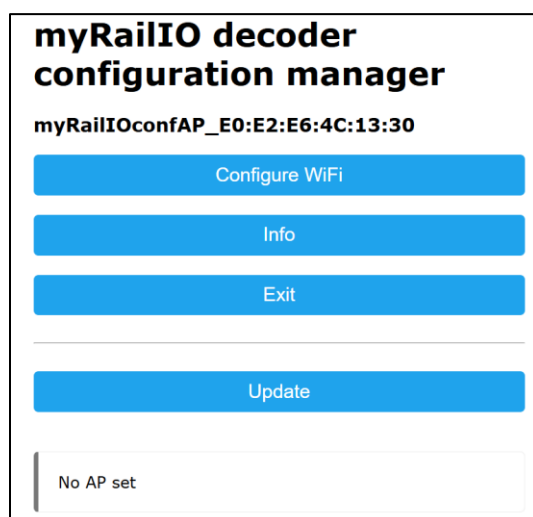 myRailIO decoder
configuration manager
myRailIOconfAP_E0:E2:E6:4C:13:30
Configure WiFi
Info
Exit
Update
No AP set